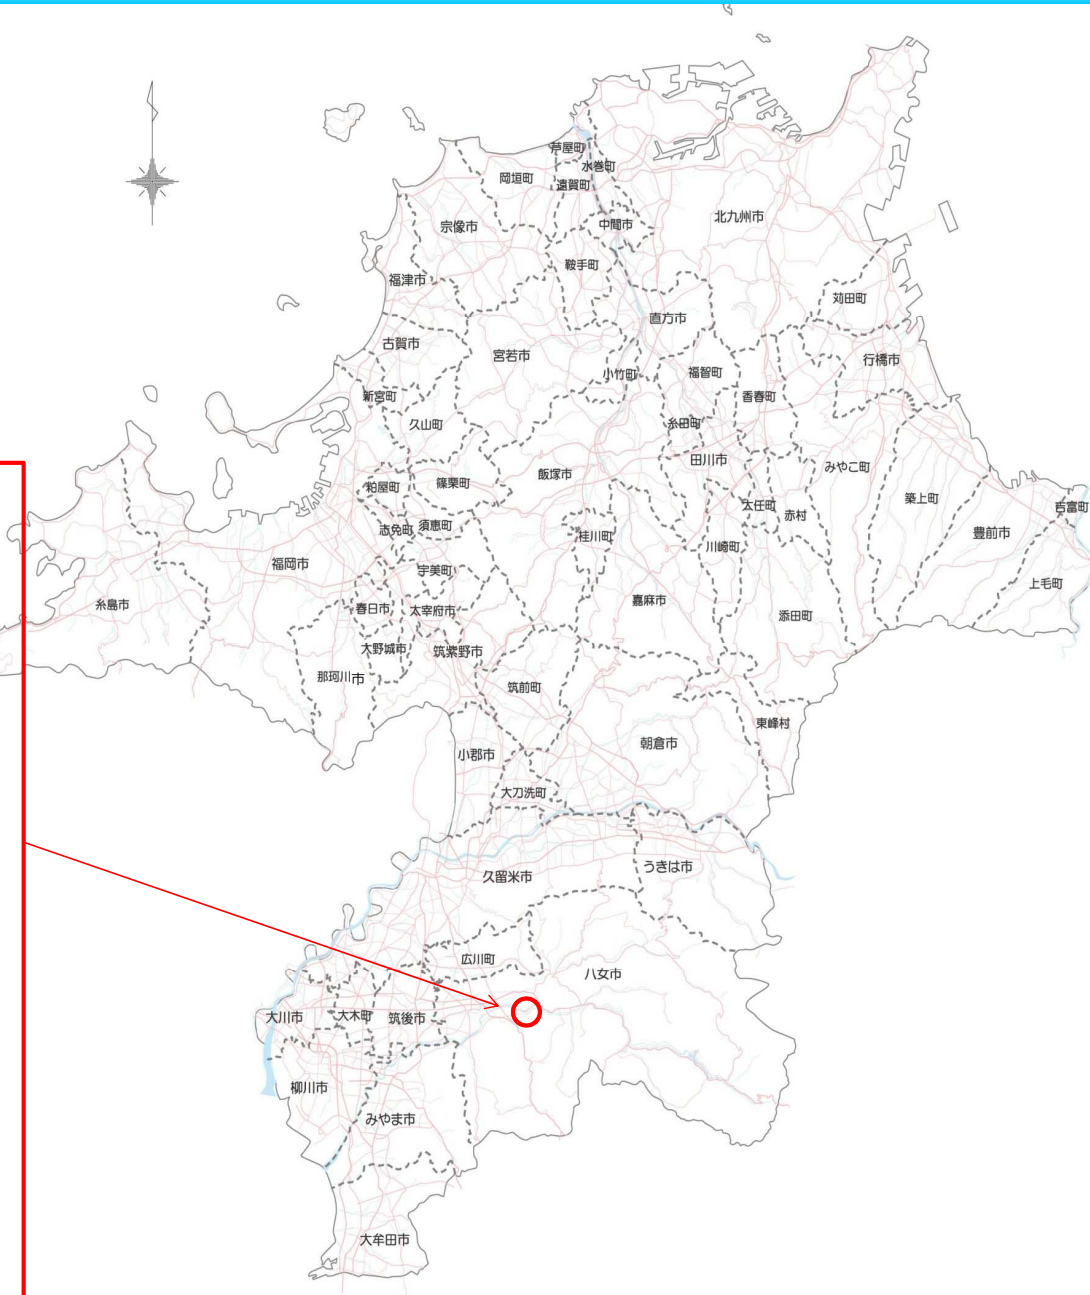 芦屋町
水巻町
岡垣町
遠賀町
北九州市
中間市
宗像市
鞍手町
福津市
苅田町
直方市
古賀市
宮若市
行橋市
小竹町
福智町
新宮町
香春町
久山町
糸田町
田川市
みやこ町
飯塚市
篠栗町
粕屋町
築上町
大任町
吉富町
赤村
須恵町
志免町
豊前市
桂川町
川崎町
福岡市
宇美町
上毛町
嘉麻市
糸島市
春日市
太宰府市
添田町
大野城市
筑紫野市
那珂川市
筑前町
東峰村
朝倉市
小郡市
大刀洗町
うきは市
久留米市
広川町
八女市
大川市
大木町
筑後市
柳川市
みやま市
大牟田市